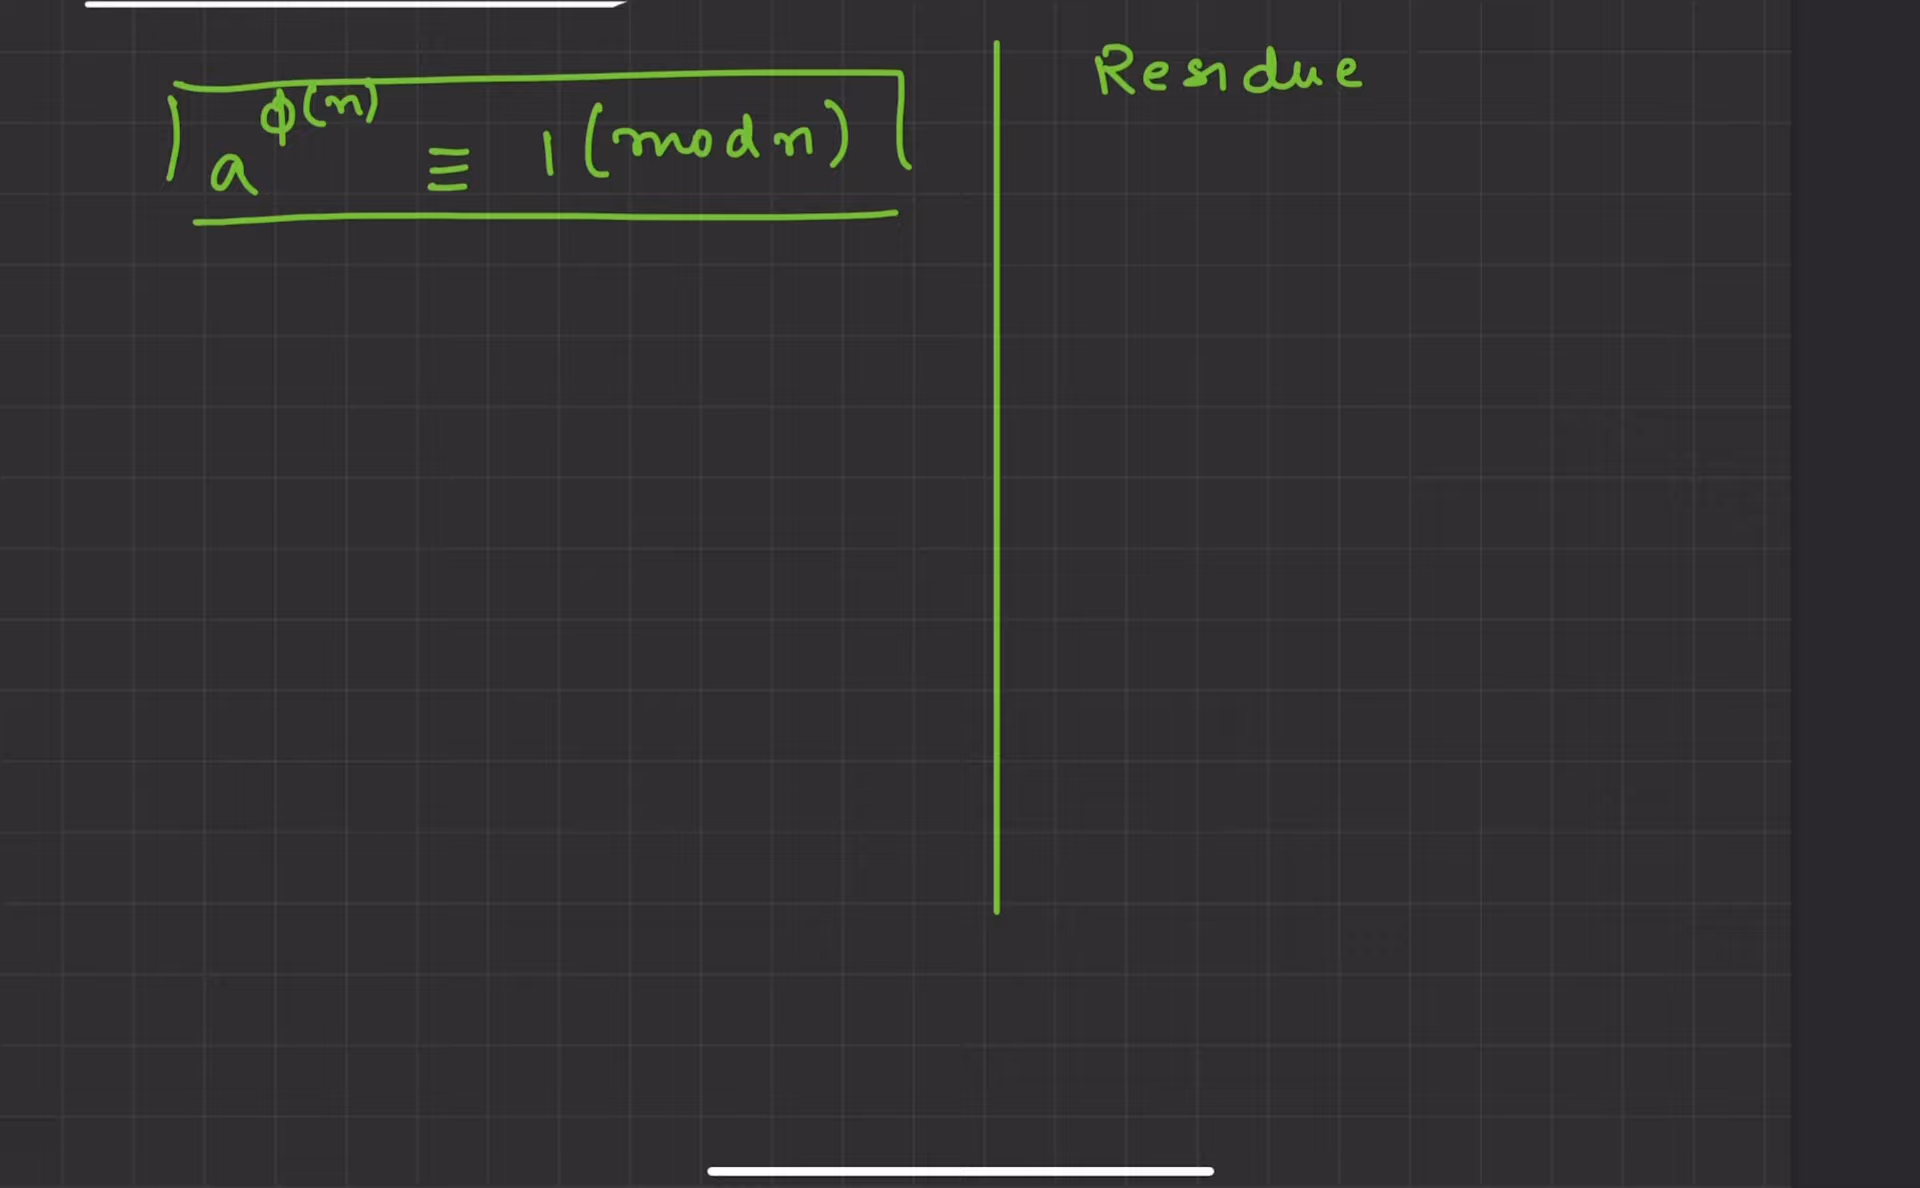 a^ϕ(n) ≡ 1 (mod n)
Residue